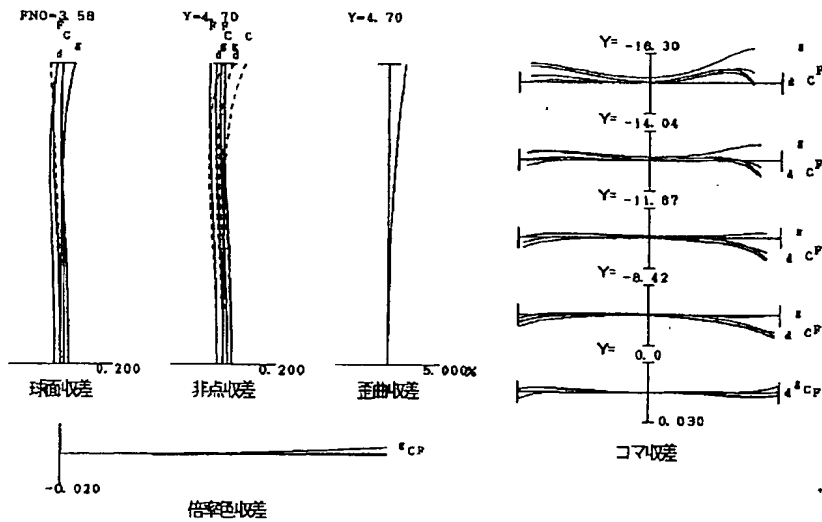 FNO=3.58
F
C
g
d
球面収差
0.200
Y=4.70
F F
C
g g C
d d
非点収差
0.200
Y=4.70
5.000%
歪曲収差
g C F
-0.020
倍率色収差
Y= -16.30
g
d C F
Y= -14.04
g
d C F
Y= -11.87
g
d C F
Y= -8.42
g
d C F
Y= 0.0
d g C F
0.030
コマ収差